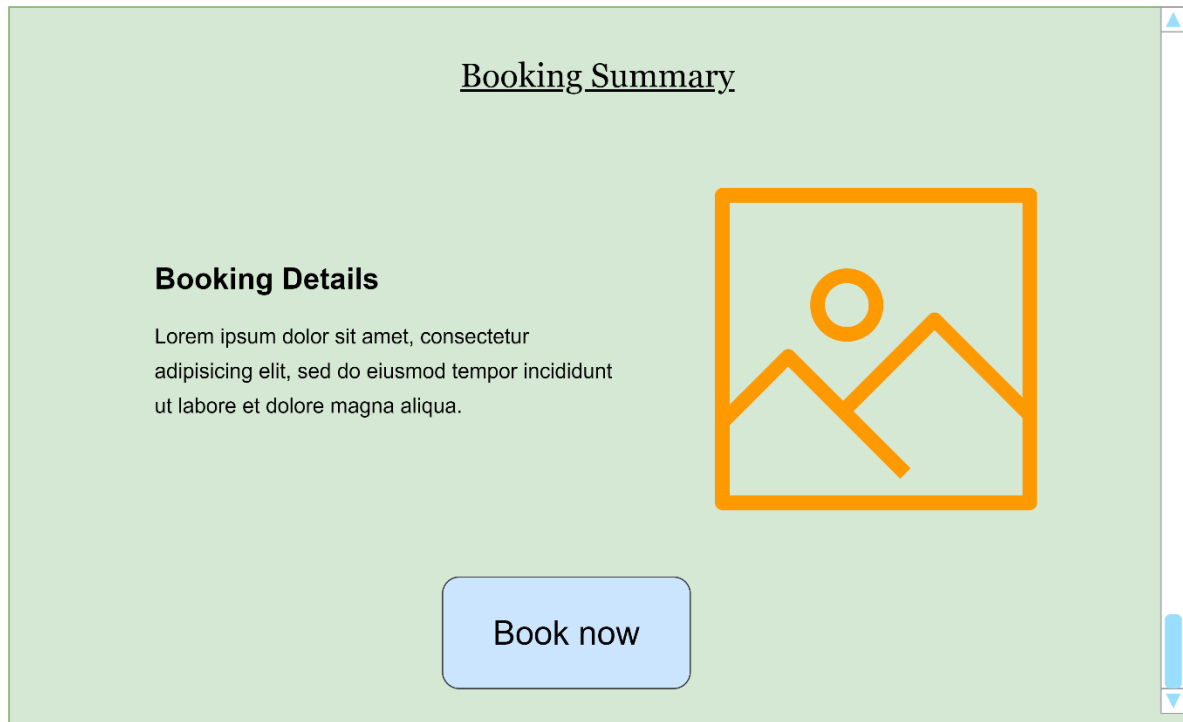 Booking Summary
Booking Details
Lorem ipsum dolor sit amet, consectetur
adipisicing elit, sed do eiusmod tempor incididunt
ut labore et dolore magna aliqua.
Book now